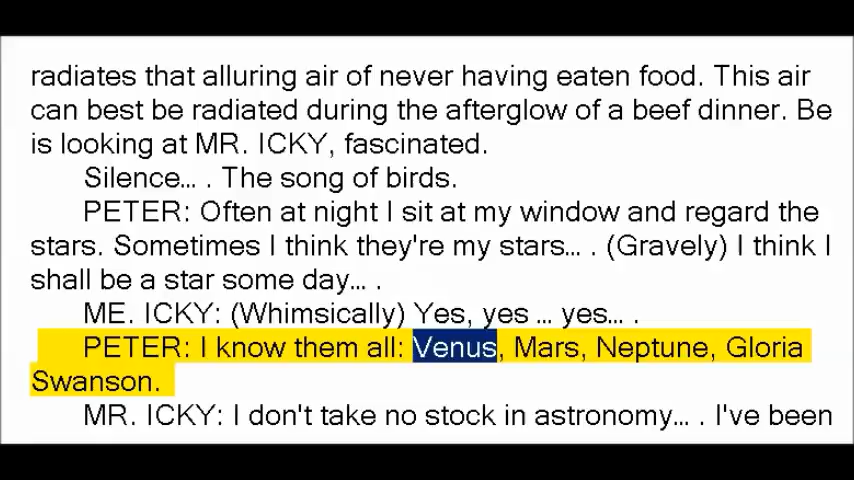 radiates that alluring air of never having eaten food. This air
can best be radiated during the afterglow of a beef dinner. Be
is looking at MR. ICKY, fascinated.
Silence... . The song of birds.
PETER: Often at night I sit at my window and regard the
stars. Sometimes I think they're my stars... . (Gravely) I think I
shall be a star some day... .
ME. ICKY: (Whimsically) Yes, yes ... yes... .
PETER: I know them all: Venus, Mars, Neptune, Gloria
Swanson.
MR. ICKY: I don't take no stock in astronomy... . I've been